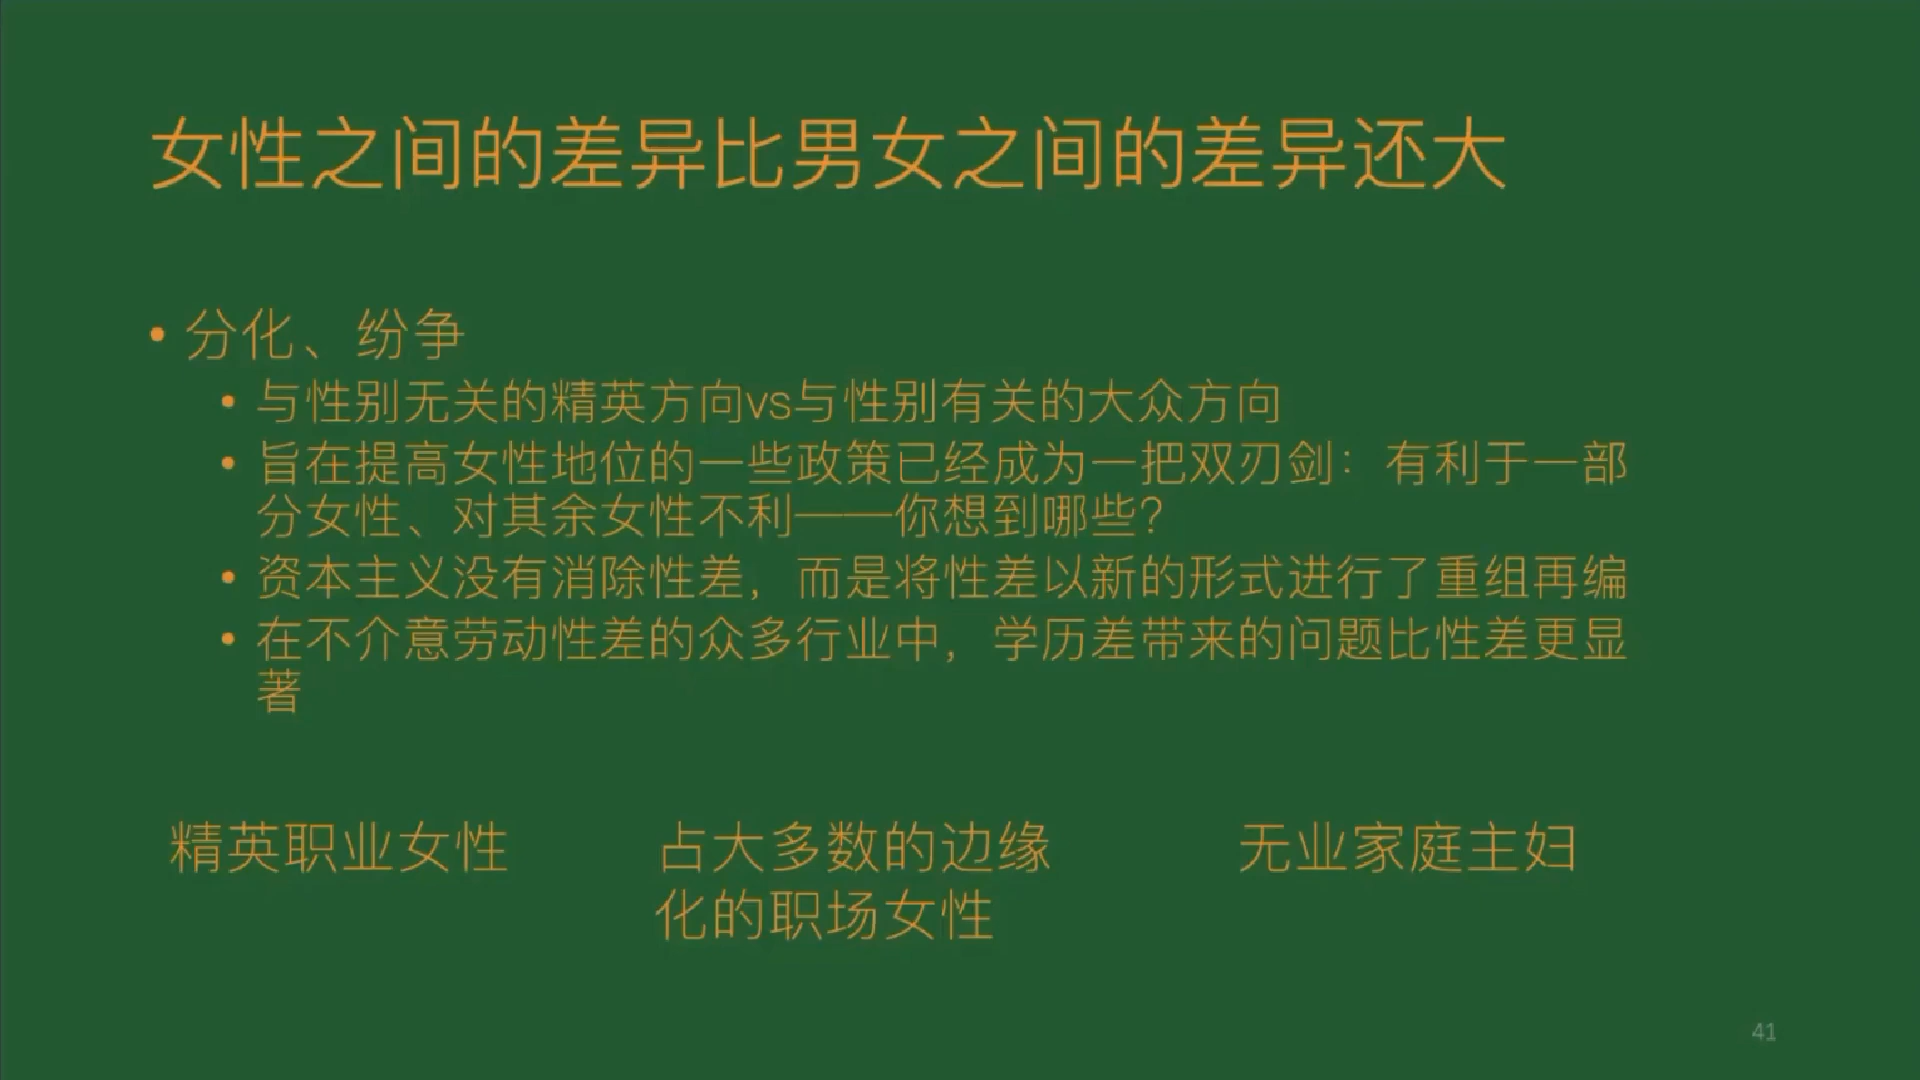 女性之间的差异比男女之间的差异还大
• 分化、纷争
• 与性别无关的精英方向vs与性别有关的大众方向
• 旨在提高女性地位的一些政策已经成为一把双刃剑：有利于一部
分女性、对其余女性不利——你想到哪些？
• 资本主义没有消除性差，而是将性差以新的形式进行了重组再编
• 在不介意劳动性差的众多行业中，学历差带来的问题比性差更显
著
精英职业女性
占大多数的边缘
化的职场女性
无业家庭主妇
41